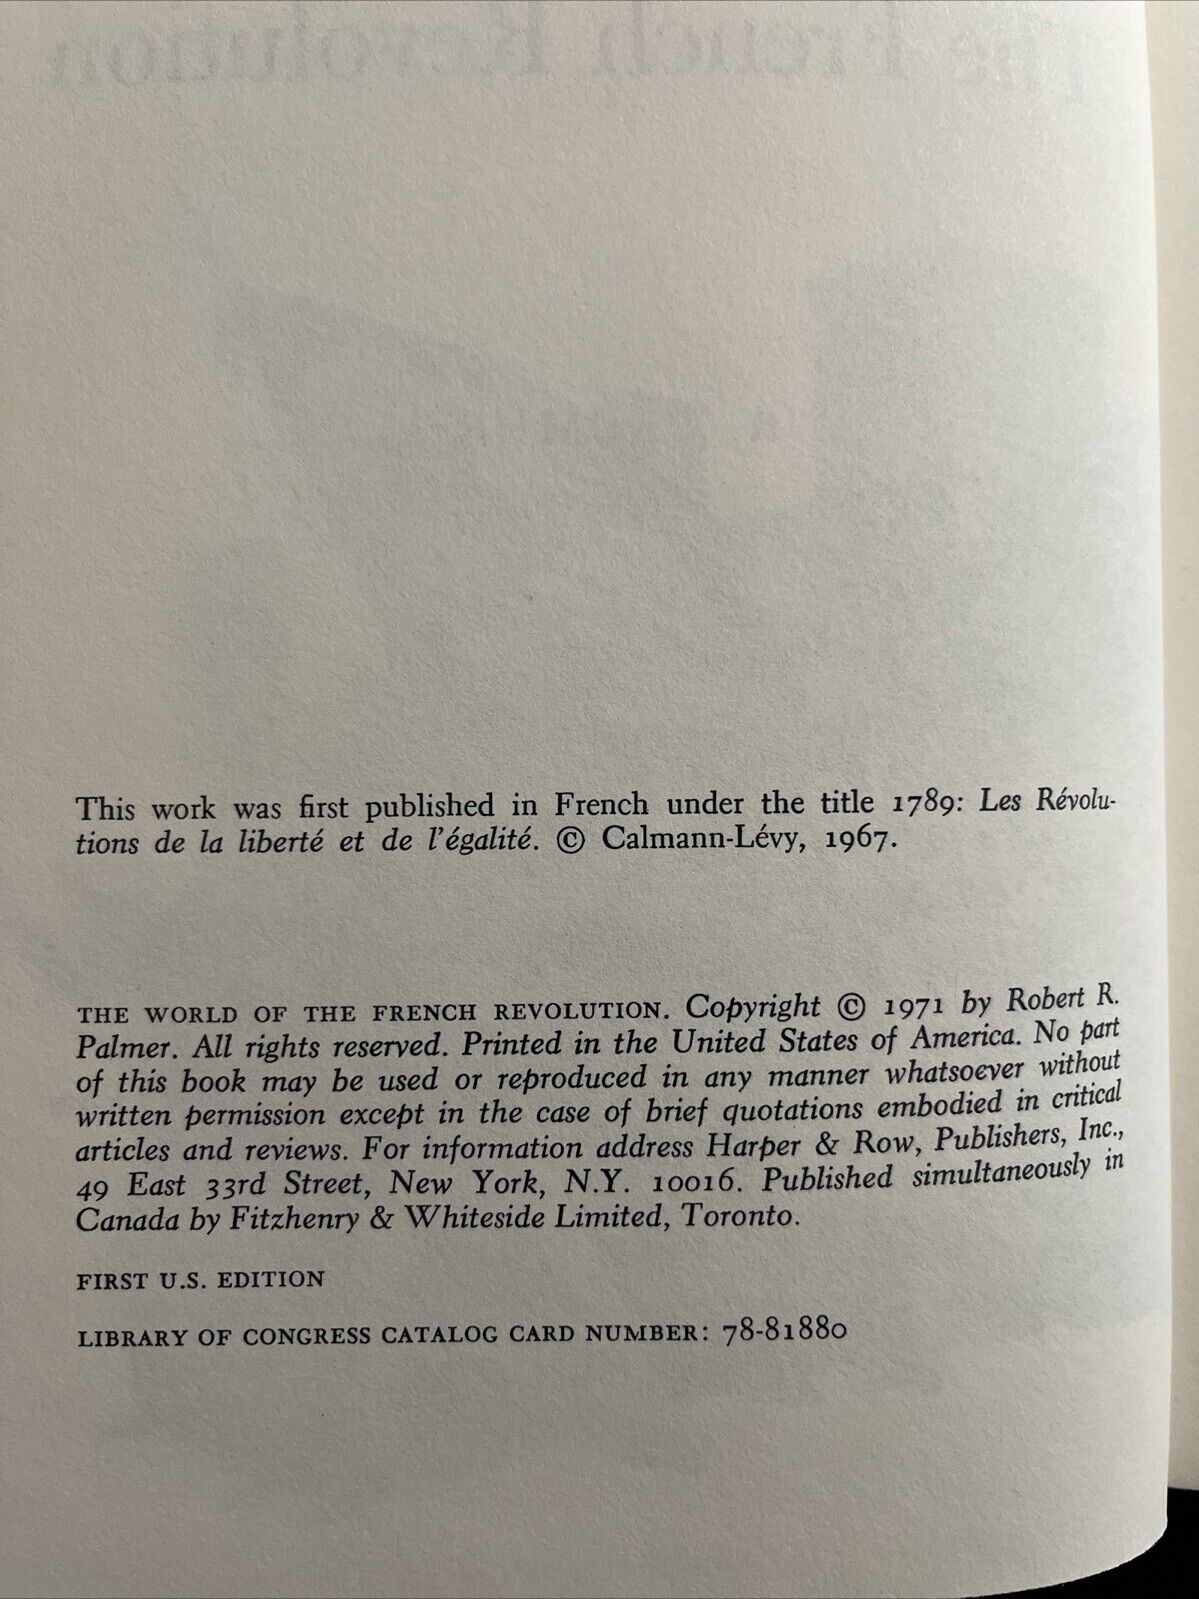 This work was first published in French under the title 1789: Les Révolu-
tions de la liberté et de l'égalité. © Calmann-Lévy, 1967.
THE WORLD OF THE FRENCH REVOLUTION. Copyright © 1971 by Robert R.
Palmer. All rights reserved. Printed in the United States of America. No part
of this book may be used or reproduced in any manner whatsoever without
written permission except in the case of brief quotations embodied in critical
articles and reviews. For information address Harper & Row, Publishers, Inc.,
49 East 33rd Street, New York, N.Y. 10016. Published simultaneously in
Canada by Fitzhenry & Whiteside Limited, Toronto.
FIRST U.S. EDITION
LIBRARY OF CONGRESS CATALOG CARD NUMBER: 78-81880